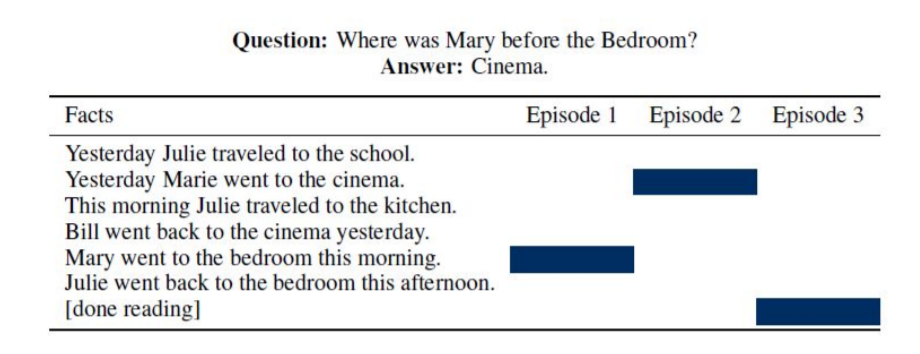 Question: Where was Mary before the Bedroom?
Answer: Cinema.
Facts Episode 1 Episode 2 Episode 3
Yesterday Julie traveled to the school.
Yesterday Marie went to the cinema.
This morning Julie traveled to the kitchen.
Bill went back to the cinema yesterday.
Mary went to the bedroom this morning.
Julie went back to the bedroom this afternoon.
[done reading]